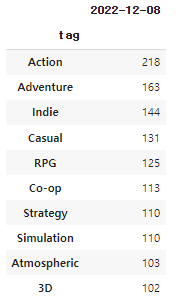 2022-12-08
tag
Action 218
Adventure 163
Indie 144
Casual 131
RPG 125
Co-op 113
Strategy 110
Simulation 110
Atmospheric 103
3D 102